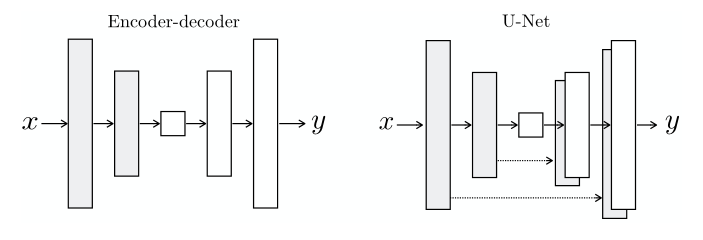 Encoder-decoder
U-Net
x
y
x
y